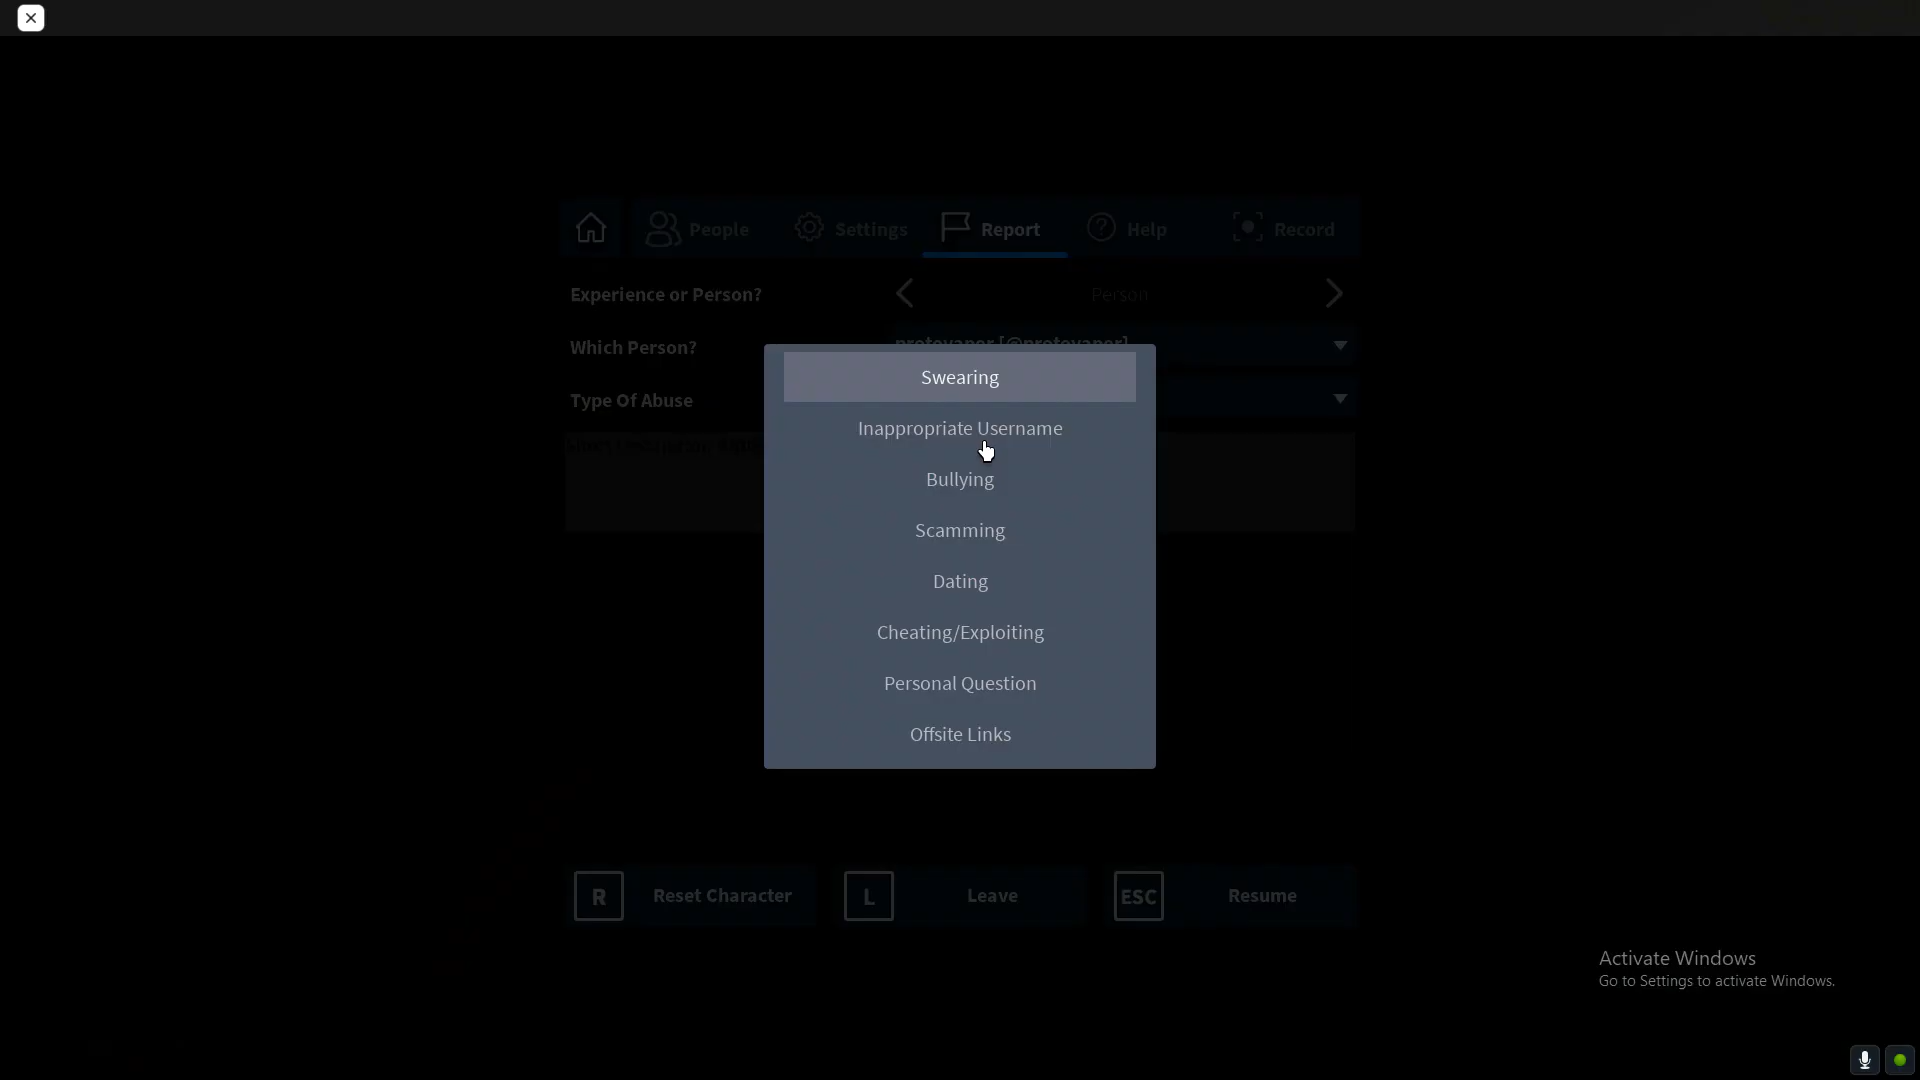 People
Settings
Report
Help
Record
Experience or Person?
Person
Which Person?
protovapor [@protovapor]
Type Of Abuse
Swearing
Inappropriate Username
Bullying
Scamming
Dating
Cheating/Exploiting
Personal Question
Offsite Links
R
Reset Character
L
Leave
ESC
Resume
Activate Windows
Go to Settings to activate Windows.